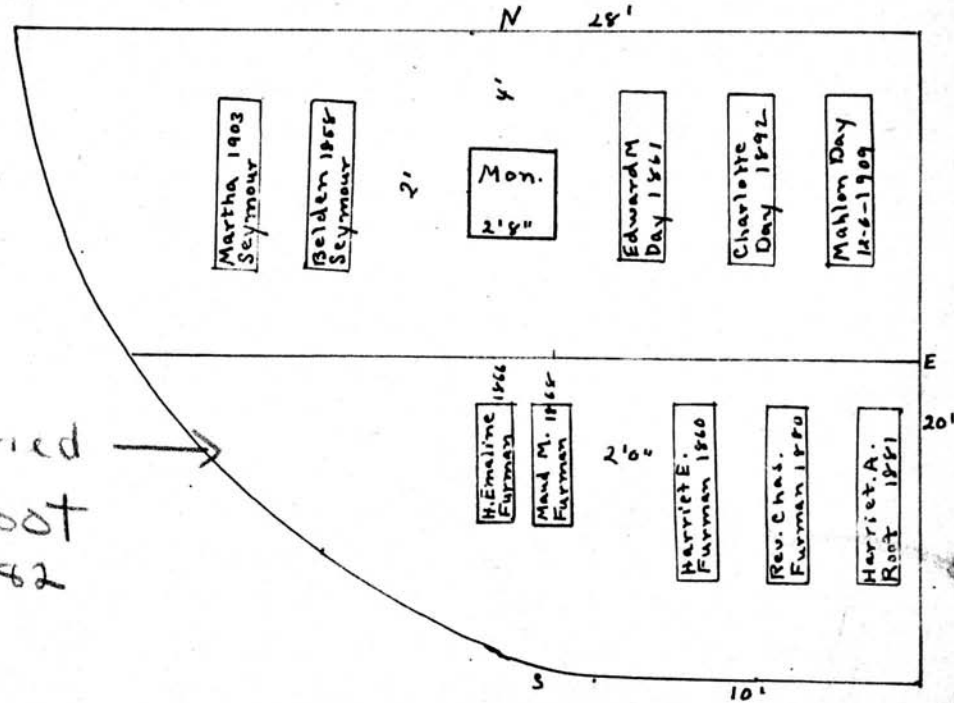 N 28'
4'
Martha 1903
Seymour
Belden 1858
Seymour
2'
Mon.
2'8"
Edward M
Day 1861
Charlotte
Day 1892
Mahlon Day
12-6-1909
E
20'
H. Emaline 1866
Furman
Maud M. 1868
Furman
2'0"
Harriet E.
Furman 1860
Rev. Chas.
Furman 1880
Harriet A.
Root 1881
ried
oot
82
S
10'